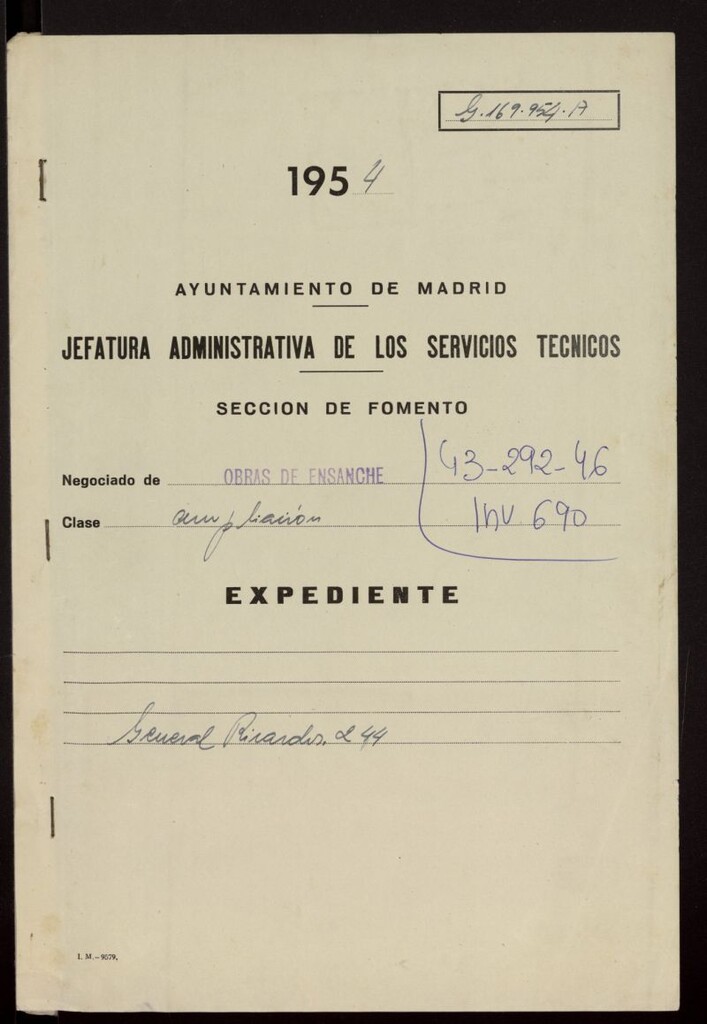 G.169.954.A
1954
AYUNTAMIENTO DE MADRID
JEFATURA ADMINISTRATIVA DE LOS SERVICIOS TECNICOS
SECCION DE FOMENTO
Negociado de OBRAS DE ENSANCHE 43-292-46
Clase ampliación Inv 690
EXPEDIENTE
General Ricardos, 244
I. M.-9579.